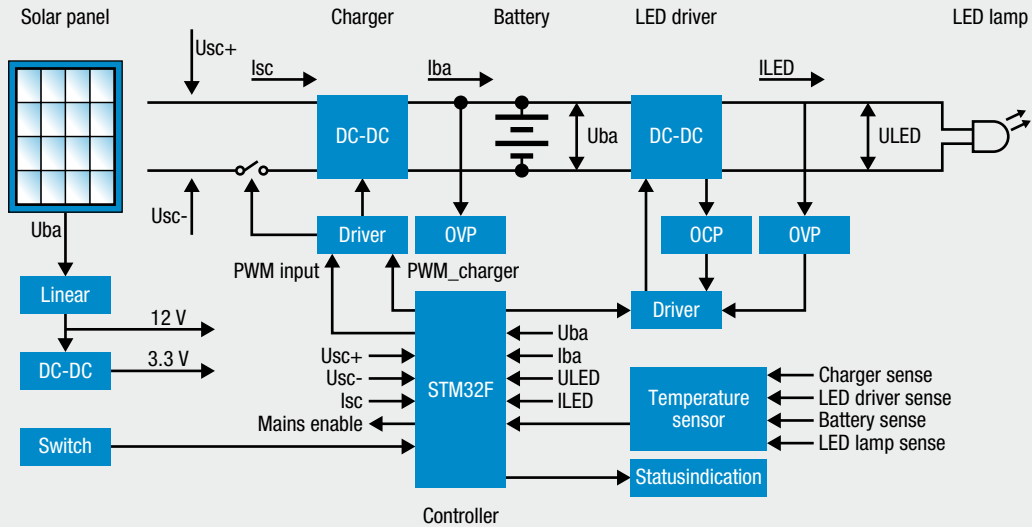 Solar panel
Charger
Battery
LED driver
LED lamp
Usc+
Isc
Iba
ILED
DC-DC
Uba
DC-DC
ULED
Usc-
Uba
Driver
OVP
OCP
OVP
PWM input
PWM_charger
Linear
Driver
12 V
Uba
3.3 V
DC-DC
Usc+
Iba
Usc-
STM32F
ULED
Isc
ILED
Mains enable
Temperature
sensor
Charger sense
LED driver sense
Battery sense
LED lamp sense
Switch
Statusindication
Controller